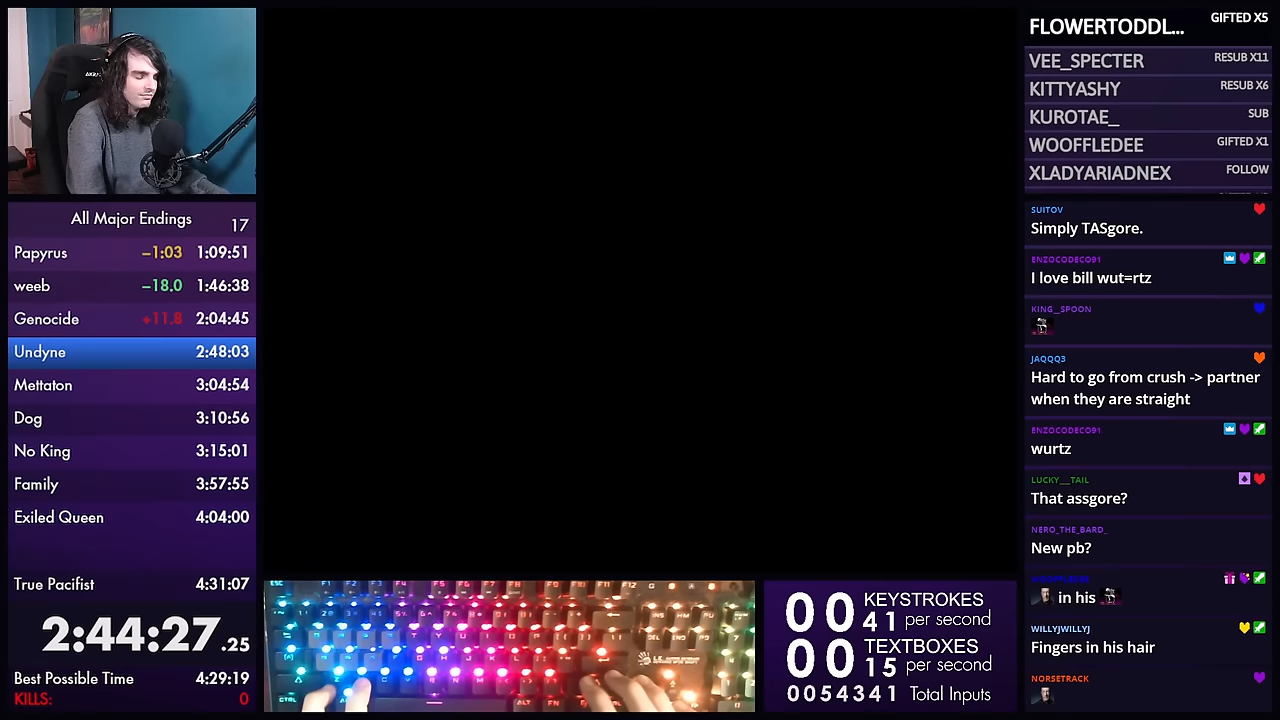 All Major Endings
17
Papyrus −1:03 1:09:51
weeb −18.0 1:46:38
Genocide +11.8 2:04:45
Undyne 2:48:03
Mettaton 3:04:54
Dog 3:10:56
No King 3:15:01
Family 3:57:55
Exiled Queen 4:04:00
True Pacifist 4:31:07
2:44:27.25
Best Possible Time 4:29:19
KILLS: 0
00 41 KEYSTROKES per second
00 15 TEXTBOXES per second
0054341 Total Inputs
FLOWERTODDL... GIFTED X5
VEE_SPECTER RESUB X11
KITTYASHY RESUB X6
KUROTAE_ SUB
WOOFFLEDEE GIFTED X1
XLADYARIADNEX FOLLOW
SUITOV
Simply TASgore.
ENZOCODECO91
I love bill wut=rtz
KING_SPOON
JAQQQ3
Hard to go from crush -> partner
when they are straight
ENZOCODECO91
wurtz
LUCKY__TAIL
That assgore?
NERO_THE_BARD_
New pb?
in his
WILLYJWILLYJ
Fingers in his hair
NORSETRACK